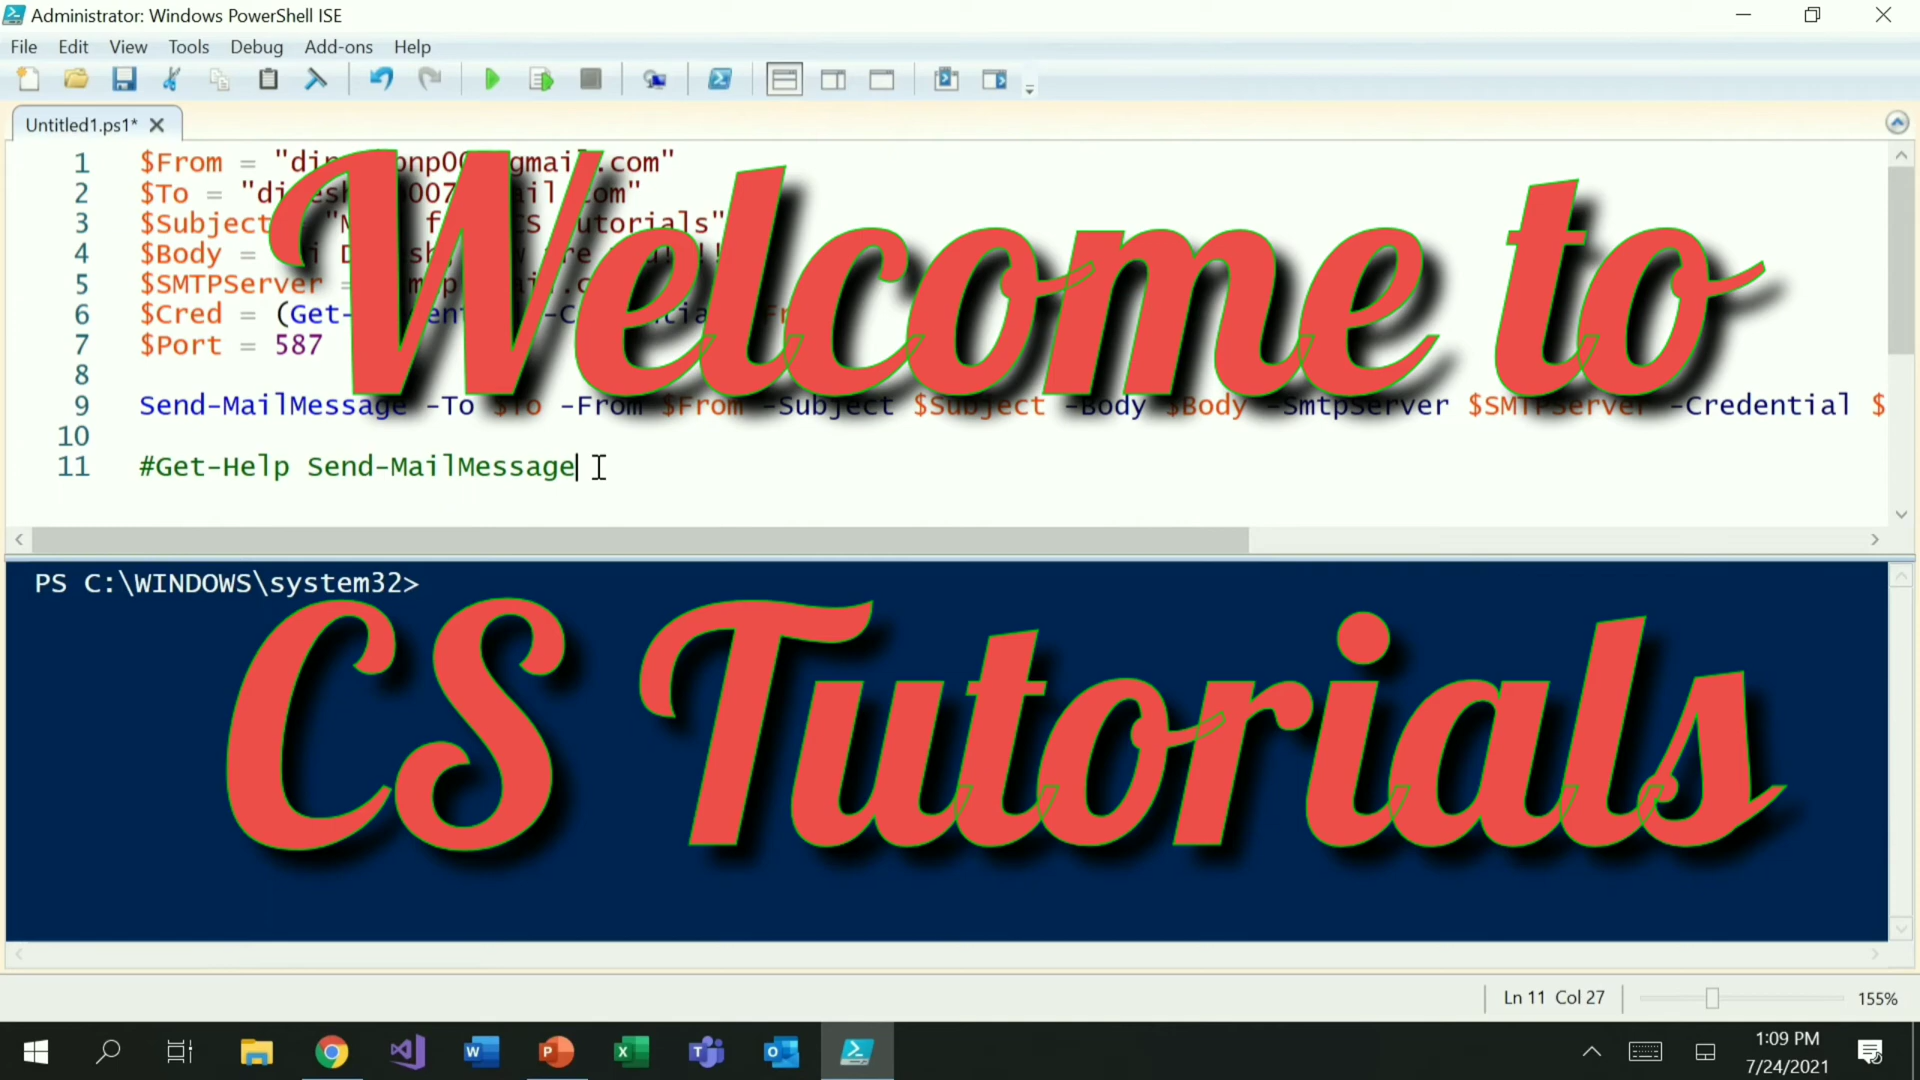 Administrator: Windows PowerShell ISE
File Edit View Tools Debug Add-ons Help
Untitled1.ps1*
Welcome to
1 $From = .com"
2 $To =
3 $Subject
4 $Body =
5 $SMTPServer
6 $Cred = (Get-
7 $Port = 587
8
9 Send-MailMessage -To $To -From $From -Subject $Subject -Body $Body -SmtpServer $SMTPServer -Credential $
10
11 #Get-Help Send-MailMessage
PS C:\WINDOWS\system32>
CS Tutorials
Ln 11 Col 27 155%
1:09 PM
7/24/2021